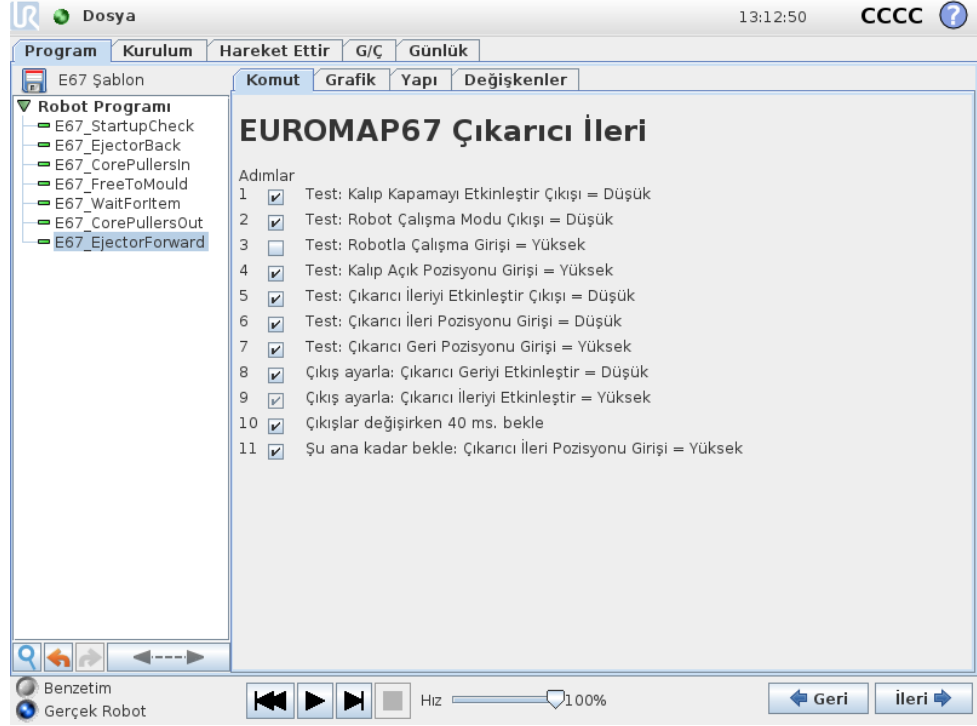 UR Dosya 13:12:50 CCCC ?
Program Kurulum Hareket Ettir G/Ç Günlük
E67 Şablon
Komut Grafik Yapı Değişkenler
Robot Programı
E67_StartupCheck
E67_EjectorBack
E67_CorePullersIn
E67_FreeToMould
E67_WaitForItem
E67_CorePullersOut
E67_EjectorForward
EUROMAP67 Çıkarıcı İleri
Adımlar
1 Test: Kalıp Kapamayı Etkinleştir Çıkışı = Düşük
2 Test: Robot Çalışma Modu Çıkışı = Düşük
3 Test: Robotla Çalışma Girişi = Yüksek
4 Test: Kalıp Açık Pozisyonu Girişi = Yüksek
5 Test: Çıkarıcı İleriyi Etkinleştir Çıkışı = Düşük
6 Test: Çıkarıcı İleri Pozisyonu Girişi = Düşük
7 Test: Çıkarıcı Geri Pozisyonu Girişi = Yüksek
8 Çıkış ayarla: Çıkarıcı Geriyi Etkinleştir = Düşük
9 Çıkış ayarla: Çıkarıcı İleriyi Etkinleştir = Yüksek
10 Çıkışlar değişirken 40 ms. bekle
11 Şu ana kadar bekle: Çıkarıcı İleri Pozisyonu Girişi = Yüksek
Benzetim
Gerçek Robot
Hız 100%
Geri İleri